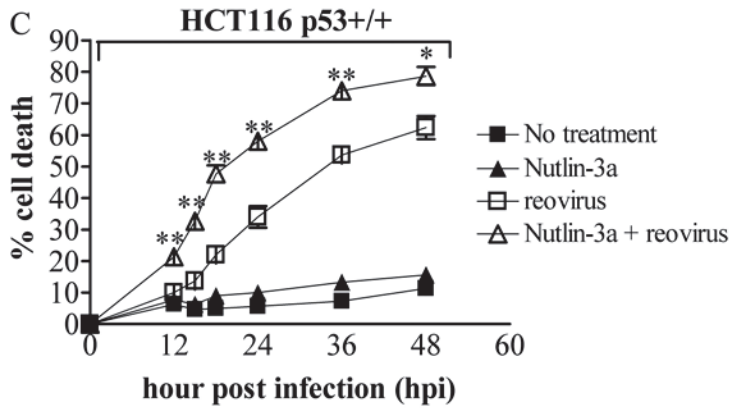 C
HCT116 p53+/+
90
80
70
60
50
40
30
20
10
0
% cell death
** ** ** ** ** *
0 12 24 36 48 60
hour post infection (hpi)
No treatment
Nutlin-3a
reovirus
Nutlin-3a + reovirus